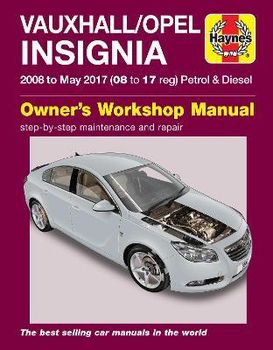 VAUXHALL/OPEL
INSIGNIA
Haynes
2008 to May 2017 (08 to 17 reg) Petrol & Diesel
Owner's Workshop Manual
step-by-step maintenance and repair
The best selling car manuals in the world